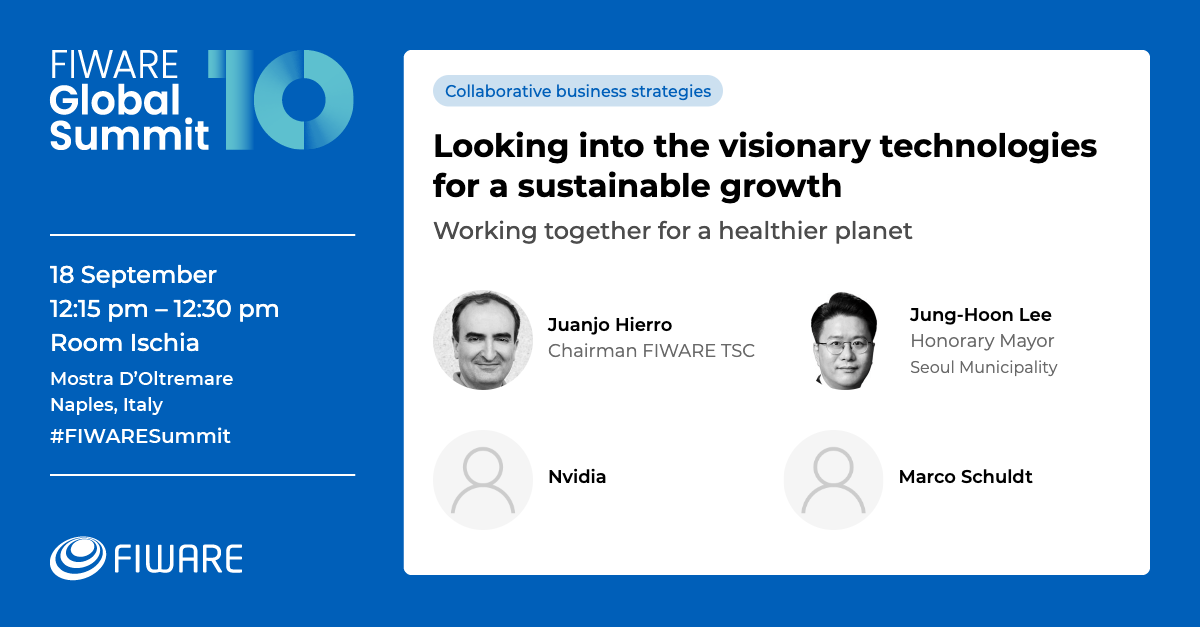 FIWARE
Global
Summit
10
18 September
12:15 pm – 12:30 pm
Room Ischia
Mostra D’Oltremare
Naples, Italy
#FIWARESummit
FIWARE
Collaborative business strategies
Looking into the visionary technologies
for a sustainable growth
Working together for a healthier planet
Juanjo Hierro
Chairman FIWARE TSC
Jung-Hoon Lee
Honorary Mayor
Seoul Municipality
Nvidia
Marco Schuldt